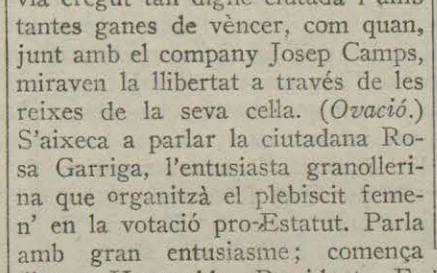 via cregut tan digne ciutadà i amb
tantes ganes de vèncer, com quan,
junt amb el company Josep Camps,
miraven la llibertat a través de les
reixes de la seva cel·la. (Ovació.)
S'aixeca a parlar la ciutadana Ro-
sa Garriga, l'entusiasta granolleri-
na que organitzà el plebiscit feme-
n' en la votació pro-Estatut. Parla
amb gran entusiasme; comença